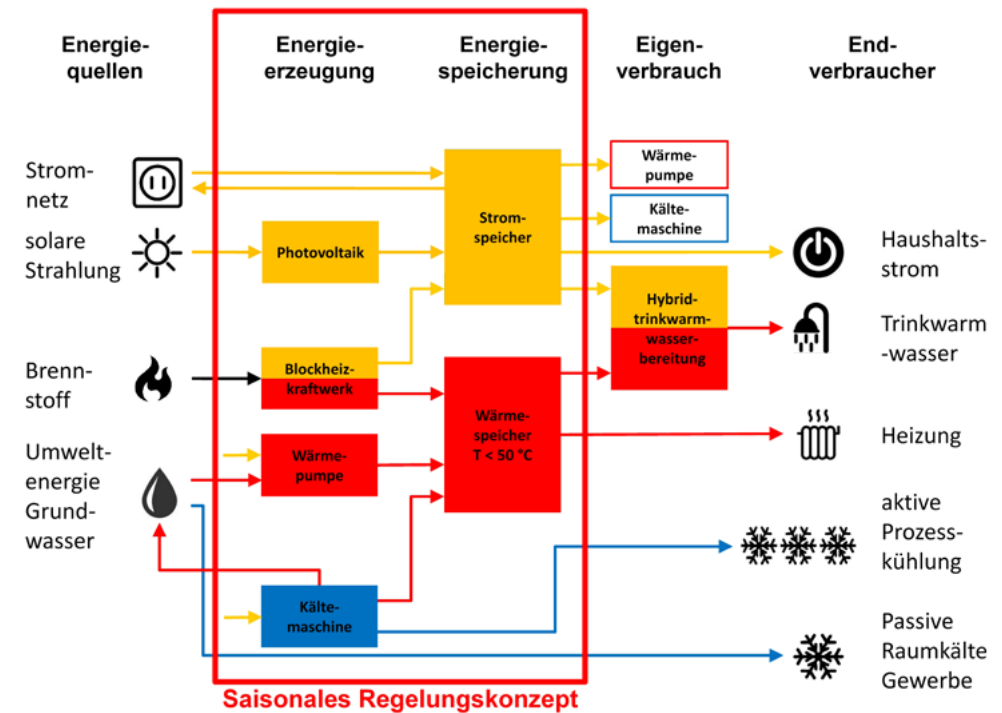 Energie-
quellen
Energie-
erzeugung
Energie-
speicherung
Eigen-
verbrauch
End-
verbraucher
Strom-
netz
solare
Strahlung
Brenn-
stoff
Umwelt-
energie
Grund-
wasser
Photovoltaik
Blockheiz-
kraftwerk
Wärme-
pumpe
Kälte-
maschine
Strom-
speicher
Wärme-
speicher
T < 50 °C
Wärme-
pumpe
Kälte-
maschine
Hybrid-
trinkwarm-
wasser-
bereitung
Haushalts-
strom
Trinkwarm
-wasser
Heizung
aktive
Prozess-
kühlung
Passive
Raumkälte
Gewerbe
Saisonales Regelungskonzept